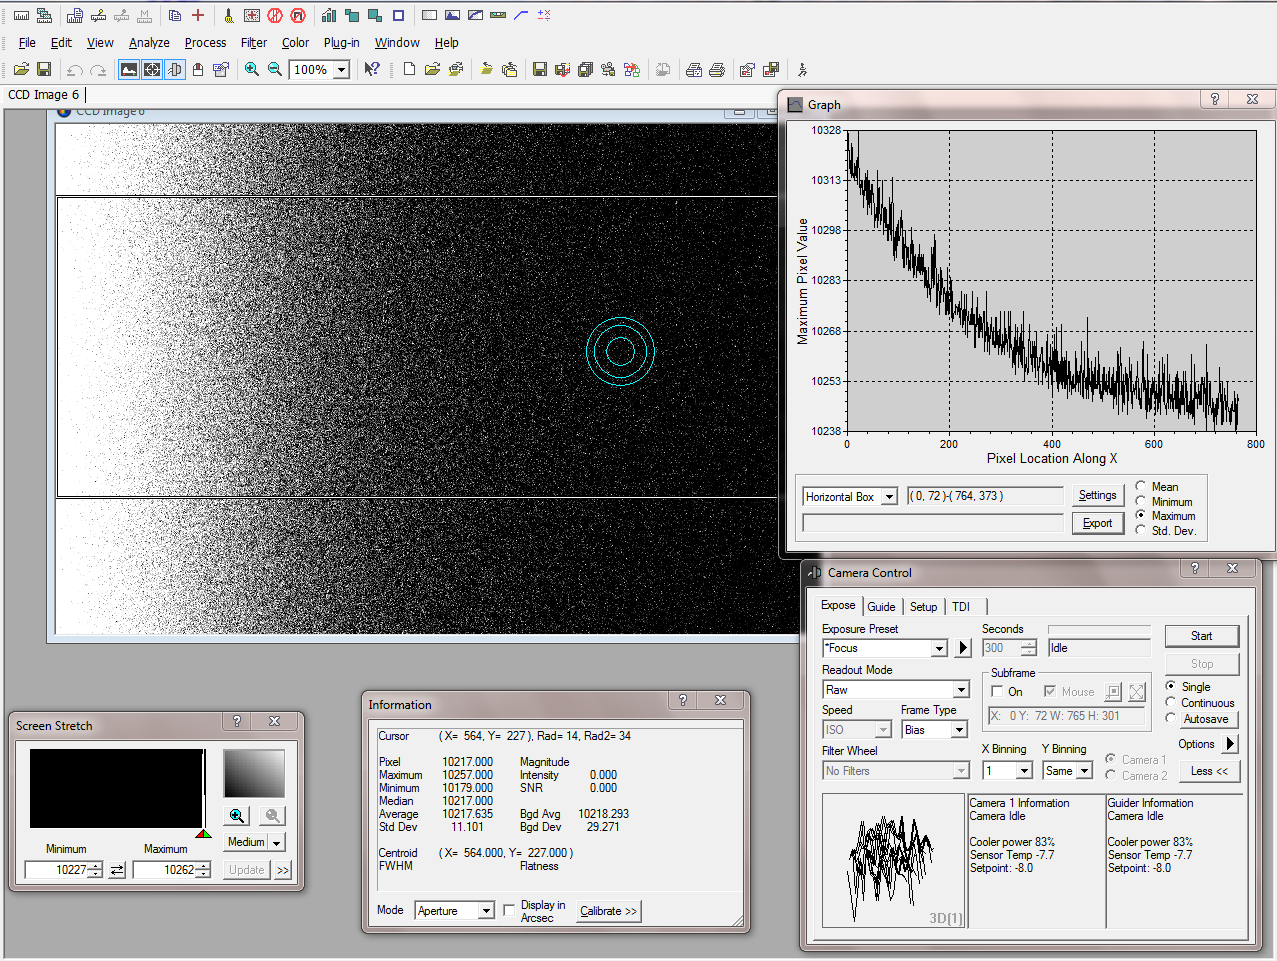 File Edit View Analyze Process Filter Color Plug-in Window Help
100%
CCD Image 6
CCD Image 6
Graph
Maximum Pixel Value
10328
10313
10298
10283
10268
10253
10238
0 200 400 600 800
Pixel Location Along X
Horizontal Box
( 0, 72 )-( 764, 373 )
Settings
Export
Mean
Minimum
Maximum
Std. Dev.
Camera Control
Expose Guide Setup TDI
Exposure Preset
*Focus
Seconds
300
Idle
Start
Stop
Readout Mode
Raw
Subframe
On
Mouse
X: 0 Y: 72 W: 765 H: 301
Single
Continuous
Autosave
Speed
ISO
Frame Type
Bias
Options
Filter Wheel
No Filters
X Binning
1
Y Binning
Same
Camera 1
Camera 2
Less <<
3D(1)
Camera 1 Information
Camera Idle
Cooler power 83%
Sensor Temp -7.7
Setpoint: -8.0
Guider Information
Camera Idle
Cooler power 83%
Sensor Temp -7.7
Setpoint: -8.0
Information
Cursor ( X= 564, Y= 227 ), Rad= 14, Rad2= 34
Pixel 10217.000 Magnitude
Maximum 10257.000 Intensity 0.000
Minimum 10179.000 SNR 0.000
Median 10217.000
Average 10217.635 Bgd Avg 10218.293
Std Dev 11.101 Bgd Dev 29.271
Centroid ( X= 564.000, Y= 227.000 )
FWHM Flatness
Mode Aperture
Display in
Arcsec
Calibrate >>
Screen Stretch
Medium
Minimum Maximum
10227 10262
Update >>